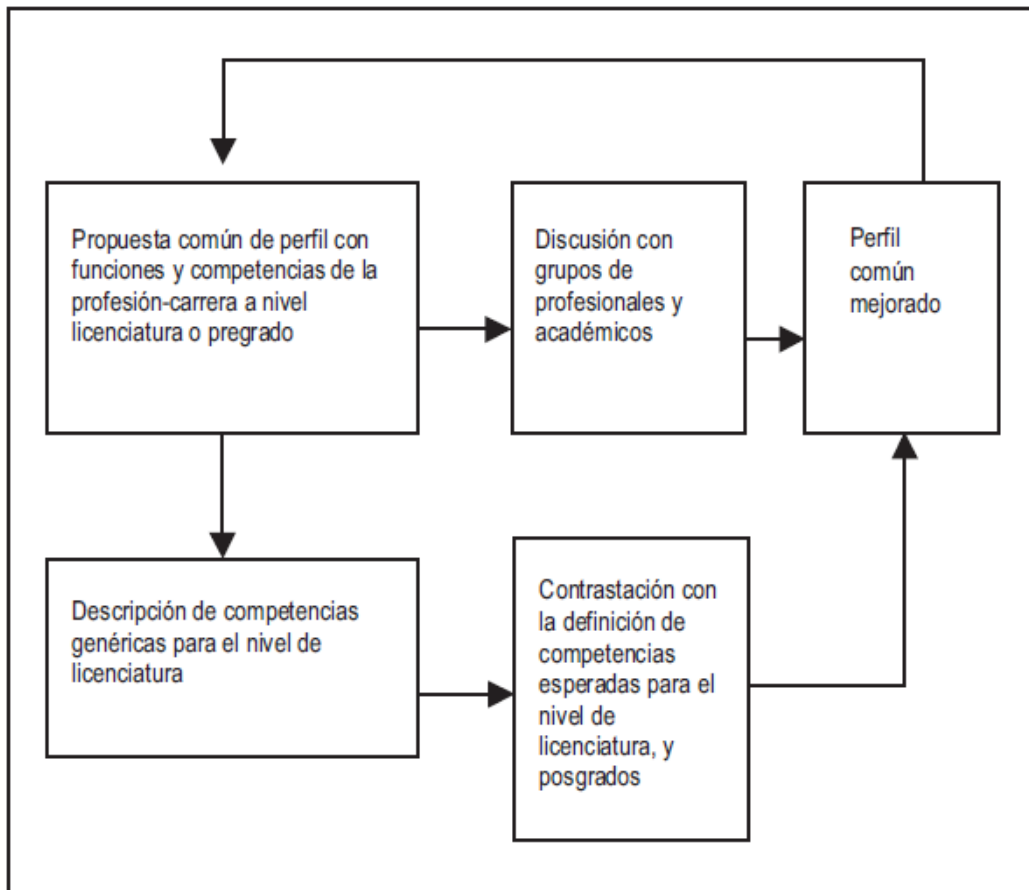 Propuesta común de perfil con
funciones y competencias de la
profesión-carrera a nivel
licenciatura o pregrado
Discusión con
grupos de
profesionales y
académicos
Perfil
común
mejorado
Descripción de competencias
genéricas para el nivel de
licenciatura
Contrastación con
la definición de
competencias
esperadas para el
nivel de
licenciatura, y
posgrados